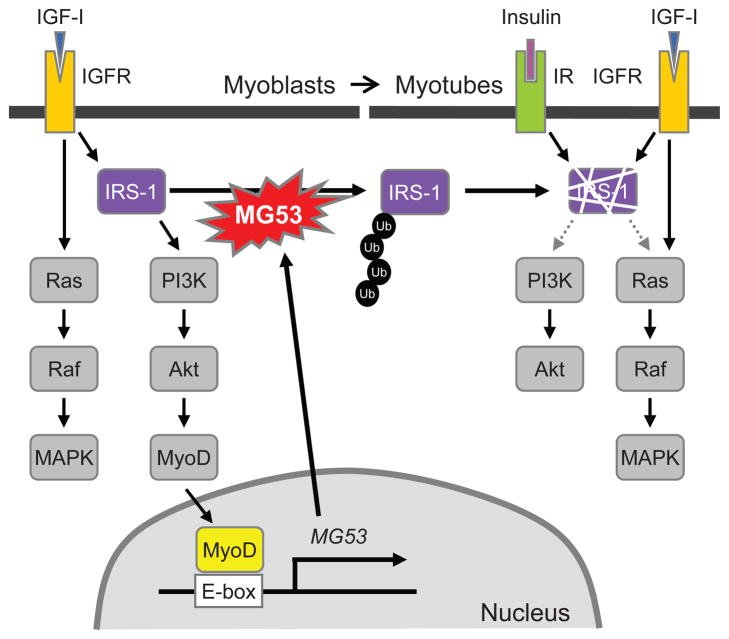 IGF-I
Insulin
IGF-I
IGFR
Myoblasts
Myotubes
IR
IGFR
IRS-1
MG53
IRS-1
IRS-1
Ub
Ub
Ub
Ub
Ras
PI3K
PI3K
Ras
Raf
Akt
Akt
Raf
MAPK
MyoD
MAPK
MyoD
MG53
E-box
Nucleus